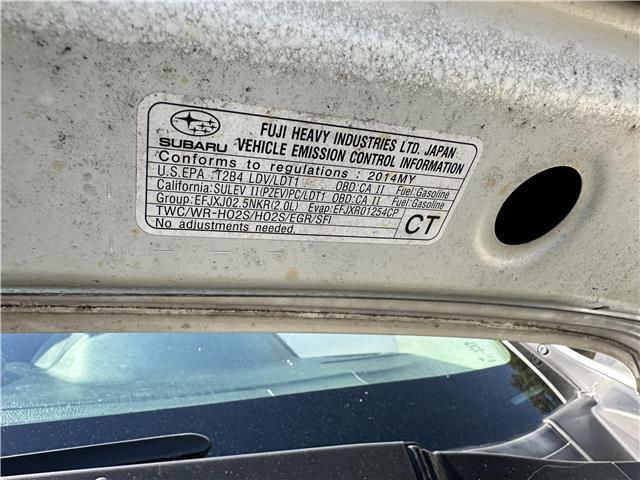 FUJI HEAVY INDUSTRIES LTD. JAPAN
SUBARU VEHICLE EMISSION CONTROL INFORMATION
Conforms to regulations : 2014MY
U.S.EPA : T2B4 LDV/LDT1 OBD:CA II Fuel:Gasoline
California: SULEV II(PZEV)PC/LDT1 OBD:CA II Fuel:Gasoline
Group:EFJXJ02.5NKR(2.0L) Evap:EFJXR01254CP
TWC/WR-HO2S/HO2S/EGR/SFI
No adjustments needed.
CT